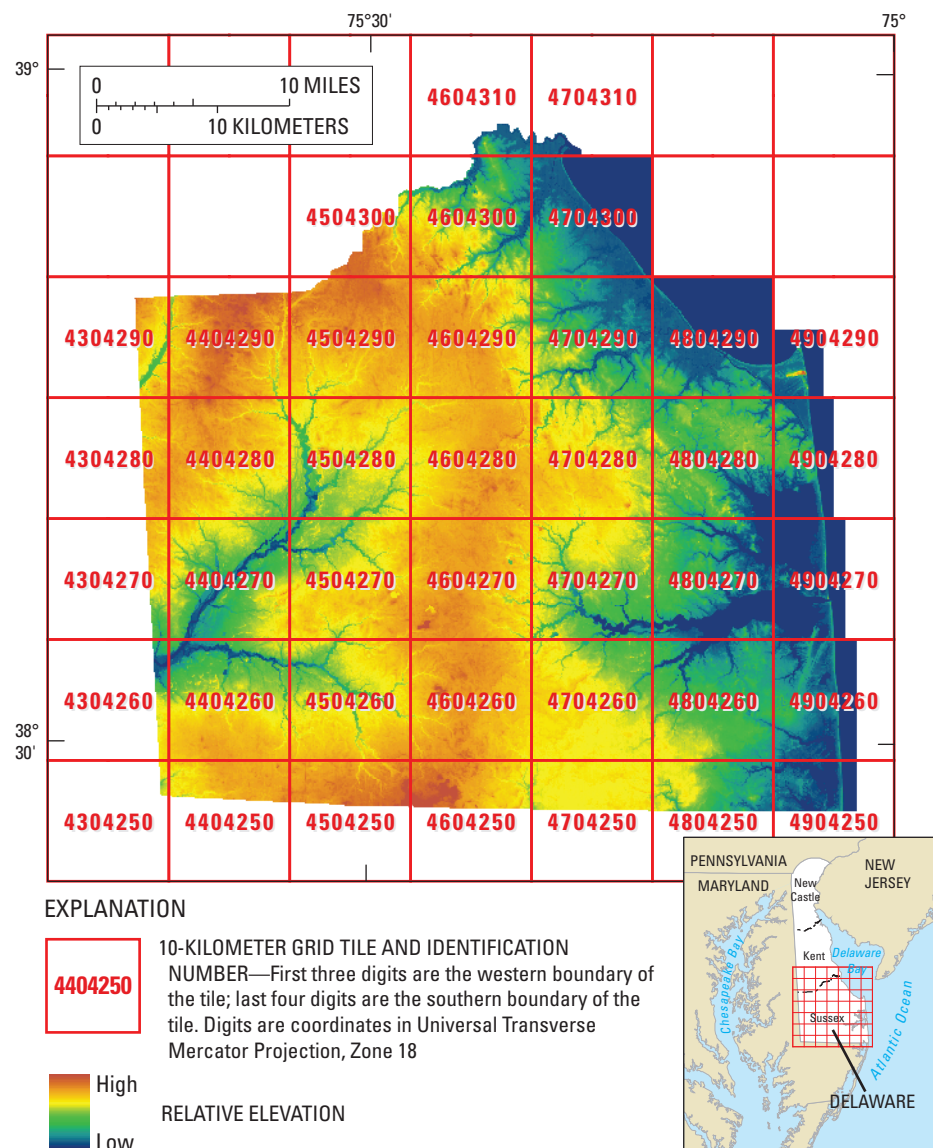 75°30'
75°
39°
0 10 MILES
0 10 KILOMETERS
4604310 4704310
4504300 4604300 4704300
4304290 4404290 4504290 4604290 4704290 4804290 4904290
4304280 4404280 4504280 4604280 4704280 4804280 4904280
4304270 4404270 4504270 4604270 4704270 4804270 4904270
4304260 4404260 4504260 4604260 4704260 4804260 4904260
38°
30'
4304250 4404250 4504250 4604250 4704250 4804250 4904250
EXPLANATION
4404250
10-KILOMETER GRID TILE AND IDENTIFICATION
NUMBER—First three digits are the western boundary of
the tile; last four digits are the southern boundary of the
tile. Digits are coordinates in Universal Transverse
Mercator Projection, Zone 18
High
RELATIVE ELEVATION
Low
PENNSYLVANIA
MARYLAND
New
Castle
NEW
JERSEY
Chesapeake Bay
Kent
Delaware
Bay
Sussex
Atlantic Ocean
DELAWARE